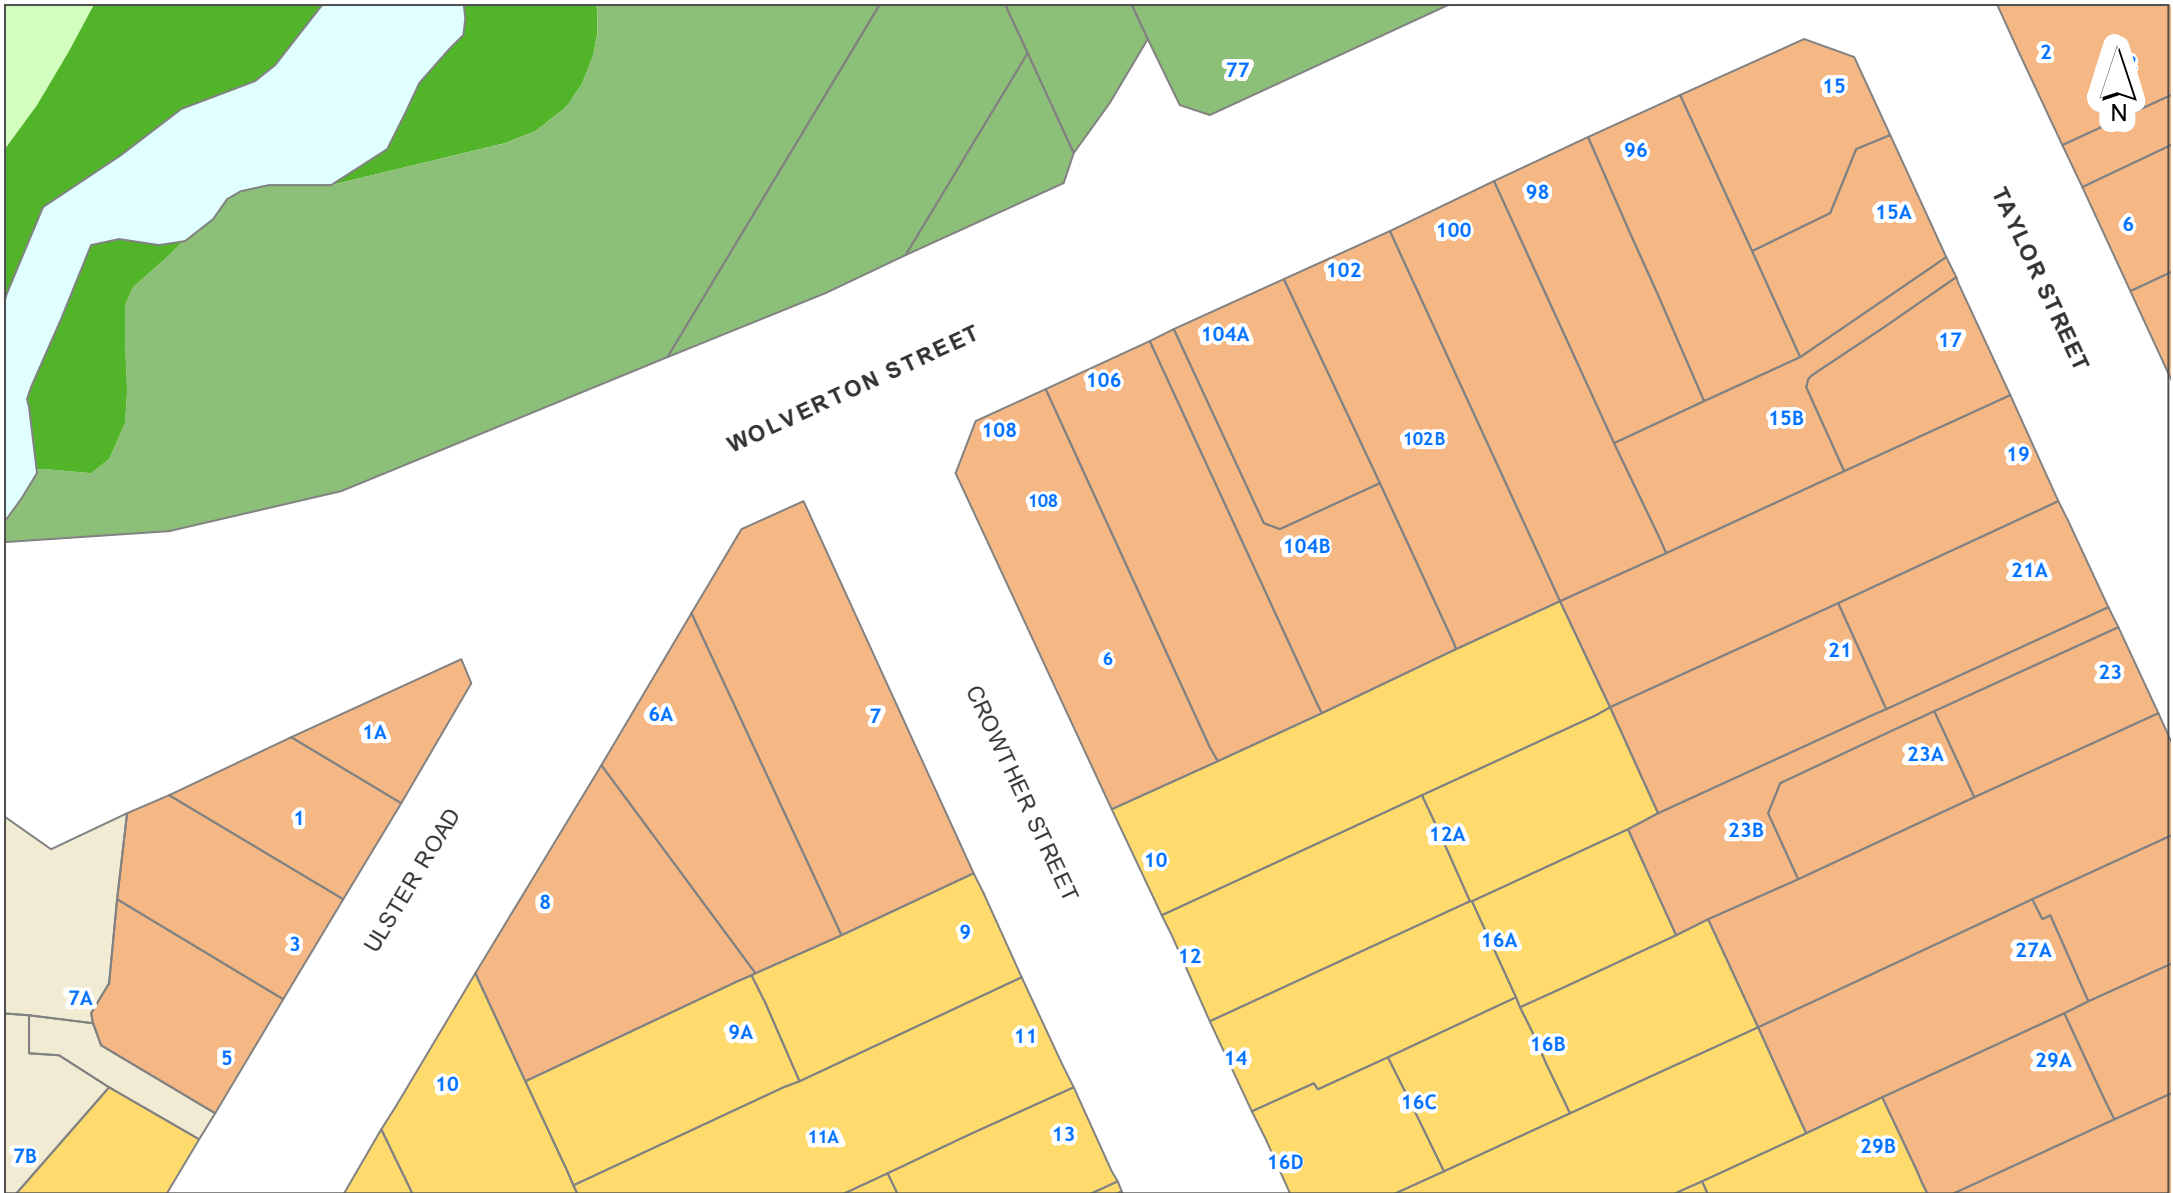 77
2
N
15
96
98
15A
6
100
102
TAYLOR STREET
104A
17
WOLVERTON STREET
106
15B
108
102B
19
108
104B
21A
21
6
23
6A
7
1A
CROWTHER STREET
23A
1
12A
23B
10
ULSTER ROAD
8
9
16A
3
27A
12
7A
9A
11
16B
5
14
29A
10
16C
11A
13
29B
7B
16D